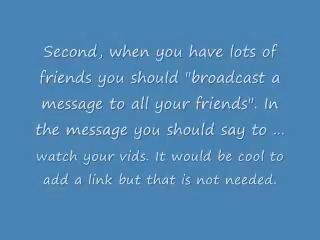 Second, when you have lots of
friends you should "broadcast a
message to all your friends". In
the message you should say to ...
watch your vids. It would be cool to
add a link but that is not needed.